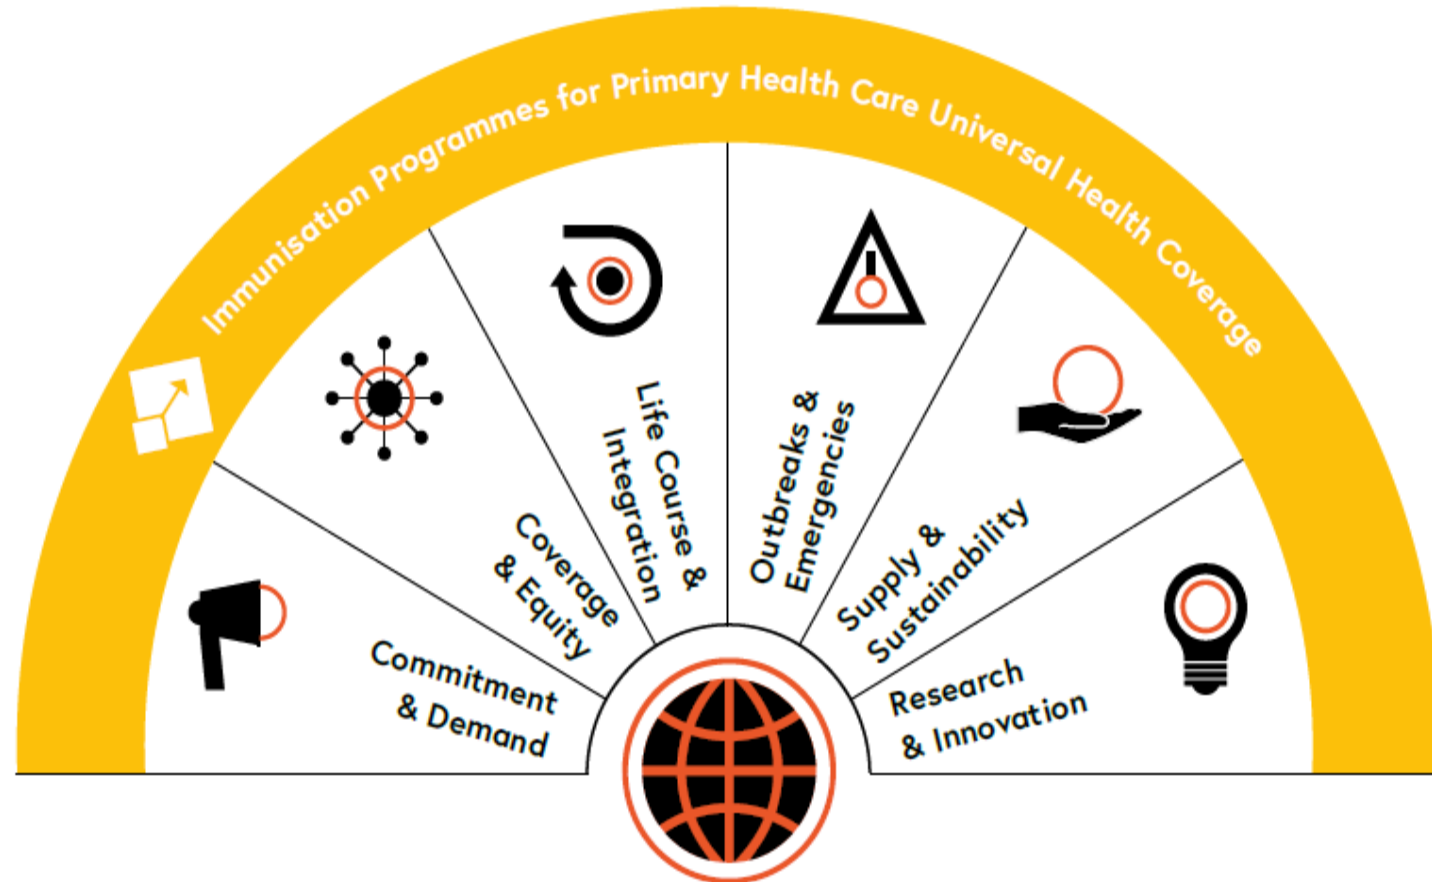 Immunisation Programmes for Primary Health Care Universal Health Coverage
Commitment
& Demand
Coverage
& Equity
Life Course &
Integration
Outbreaks &
Emergencies
Supply &
Sustainability
Research
& Innovation